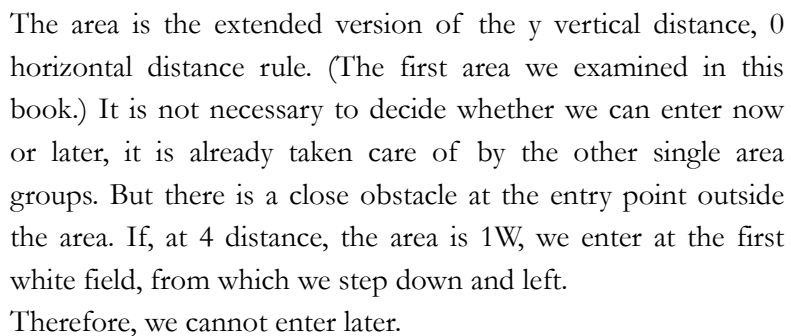 The area is the extended version of the y vertical distance, 0
horizontal distance rule. (The first area we examined in this
book.) It is not necessary to decide whether we can enter now
or later, it is already taken care of by the other single area
groups. But there is a close obstacle at the entry point outside
the area. If, at 4 distance, the area is 1W, we enter at the first
white field, from which we step down and left.
Therefore, we cannot enter later.